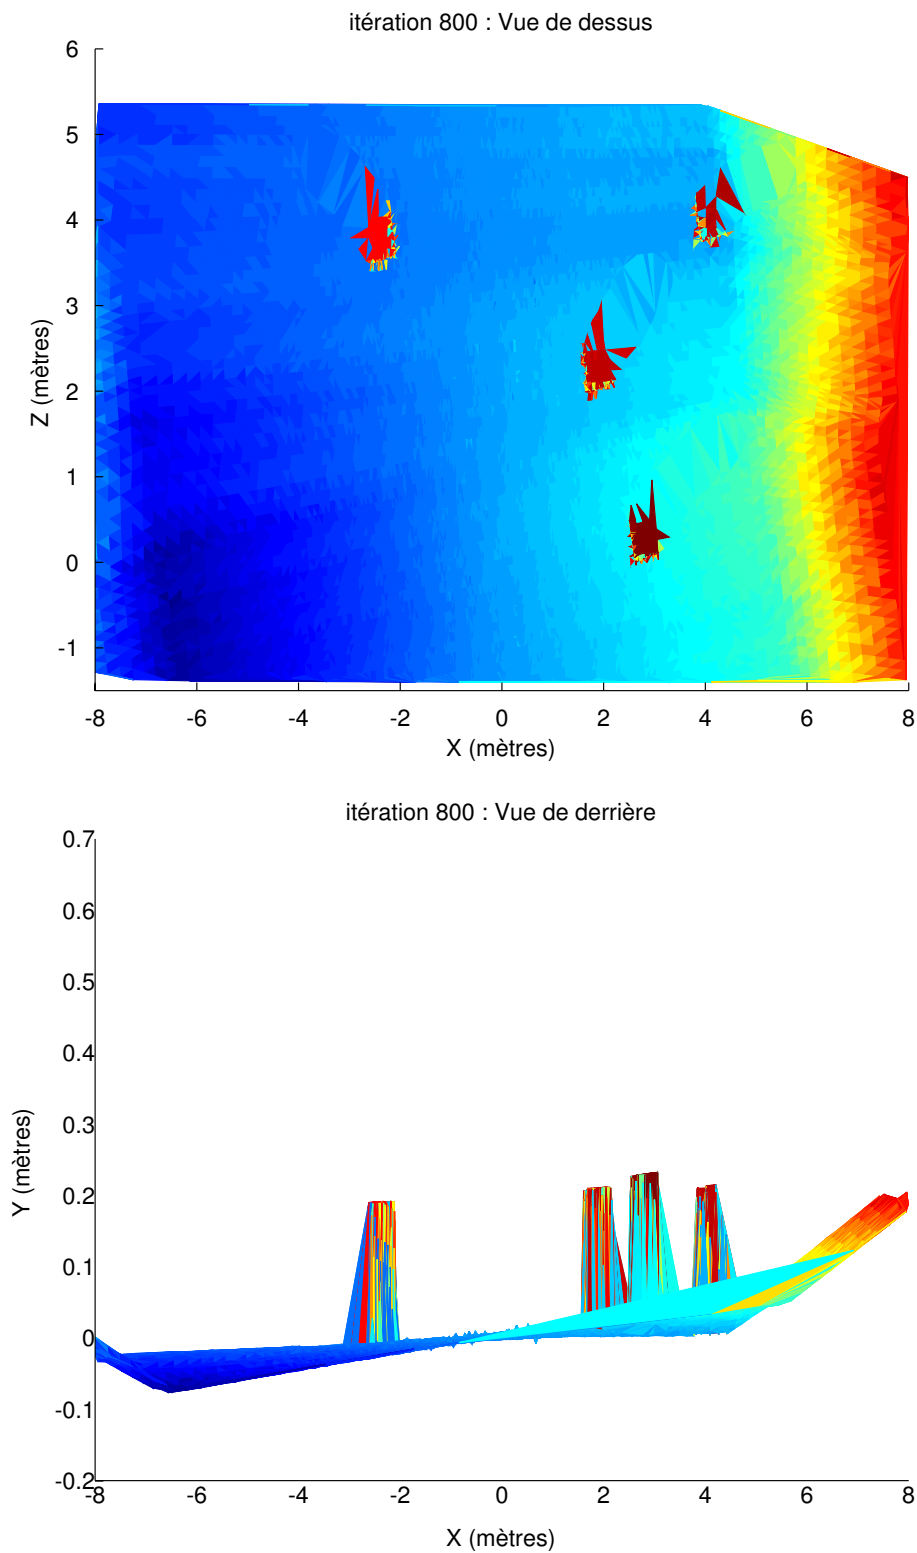 itération 800 : Vue de dessus
6
5
4
3
2
1
0
-1
Z (mètres)
-8 -6 -4 -2 0 2 4 6 8
X (mètres)
itération 800 : Vue de derrière
0.7
0.6
0.5
0.4
0.3
0.2
0.1
0
-0.1
-0.2
Y (mètres)
-8 -6 -4 -2 0 2 4 6 8
X (mètres)